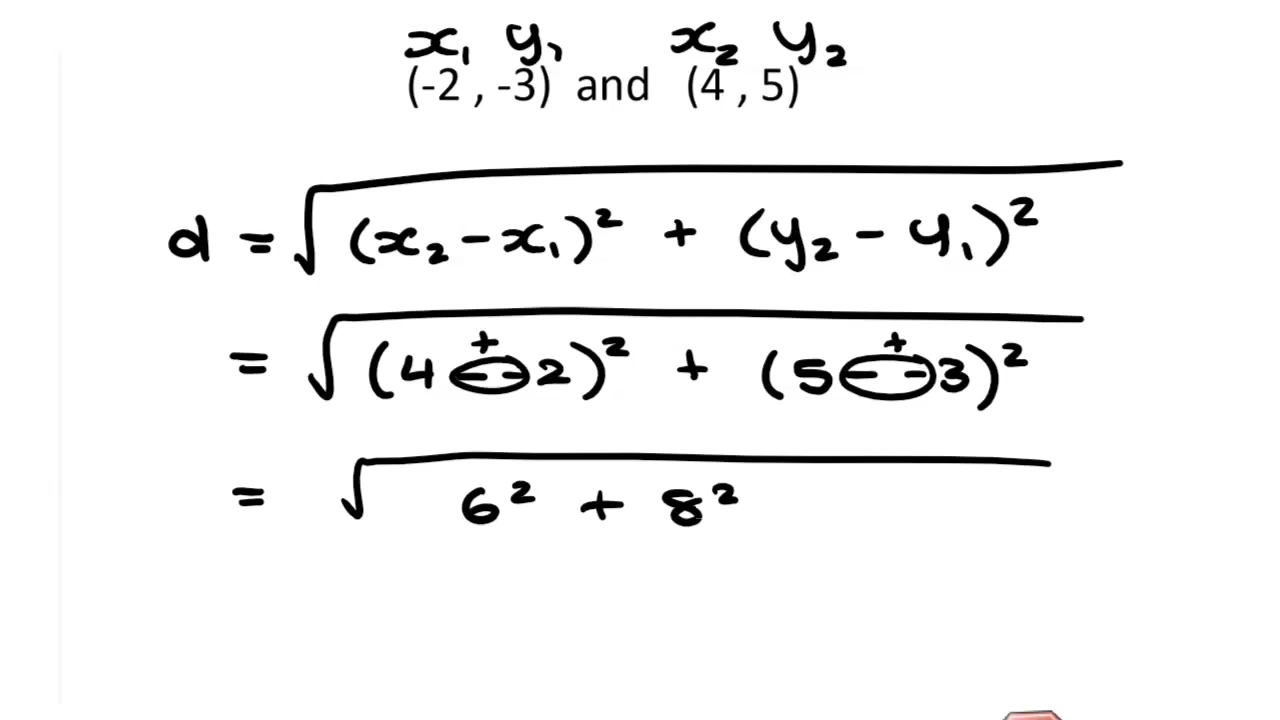 x₁ y₁ x₂ y₂
(-2 , -3) and (4 , 5)
d = √(x₂ - x₁)² + (y₂ - y₁)²
+ +
= √(4 - - 2)² + (5 - - 3)²
= √6² + 8²